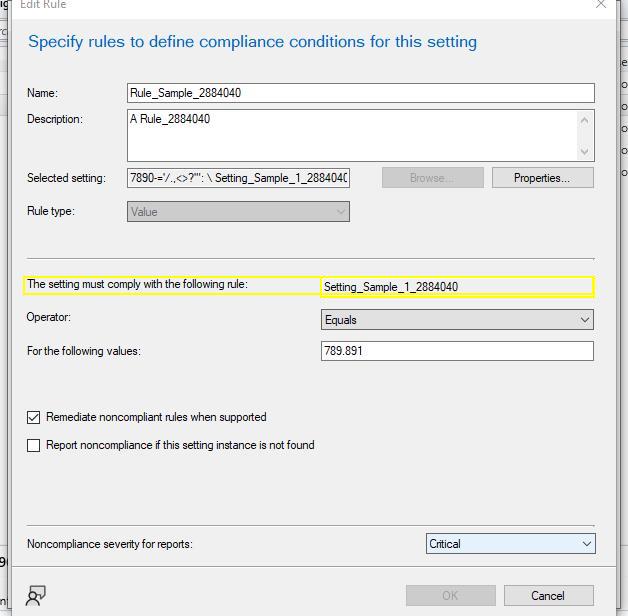 Edit Rule
Specify rules to define compliance conditions for this setting
Name:
Rule_Sample_2884040
Description:
A Rule_2884040
Selected setting:
7890-='/.,<>?"': \ Setting_Sample_1_2884040
Browse...
Properties...
Rule type:
Value
The setting must comply with the following rule:
Setting_Sample_1_2884040
Operator:
Equals
For the following values:
789.891
Remediate noncompliant rules when supported
Report noncompliance if this setting instance is not found
Noncompliance severity for reports:
Critical
OK
Cancel